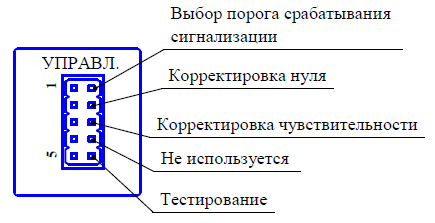 Выбор порога срабатывания
сигнализации
УПРАВЛ.
1
Корректировка нуля
Корректировка чувствительности
Не используется
5
Тестирование